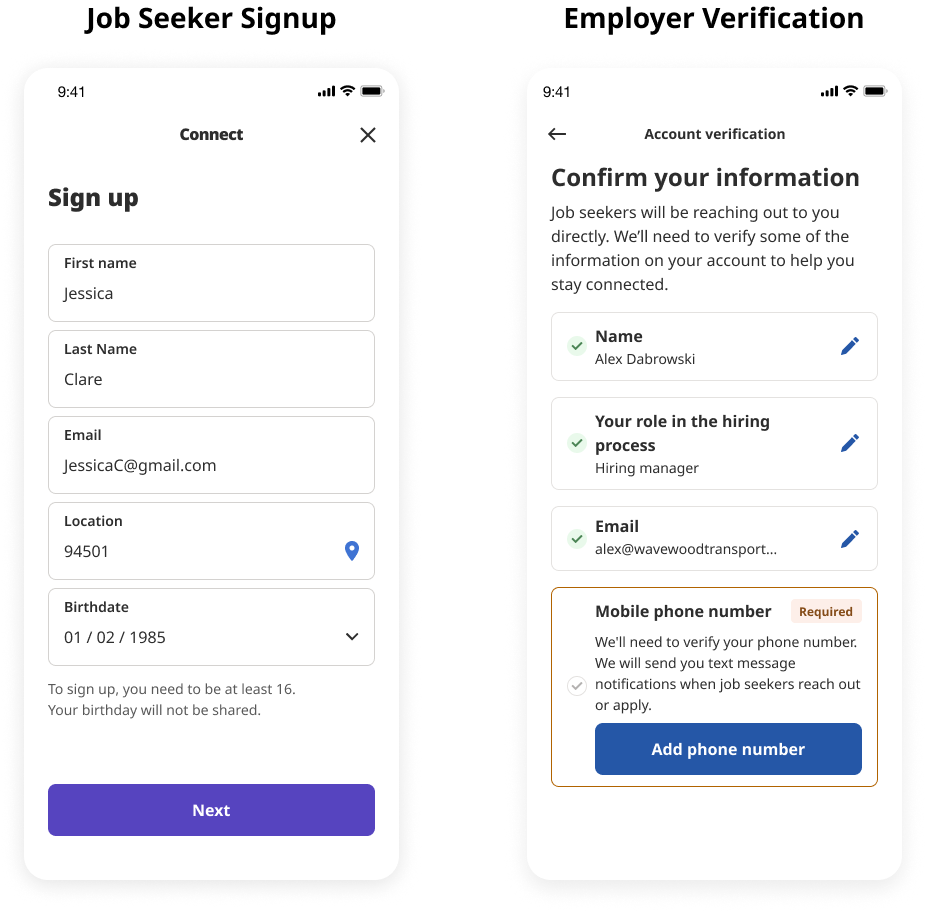 Job Seeker Signup
9:41
Connect
Sign up
First name
Jessica
Last Name
Clare
Email
JessicaC@gmail.com
Location
94501
Birthdate
01 / 02 / 1985
To sign up, you need to be at least 16.
Your birthday will not be shared.
Next
Employer Verification
9:41
Account verification
Confirm your information
Job seekers will be reaching out to you
directly. We’ll need to verify some of the
information on your account to help you
stay connected.
Name
Alex Dabrowski
Your role in the hiring
process
Hiring manager
Email
alex@wavewoodtransport...
Mobile phone number
Required
We'll need to verify your phone number.
We will send you text message
notifications when job seekers reach out
or apply.
Add phone number